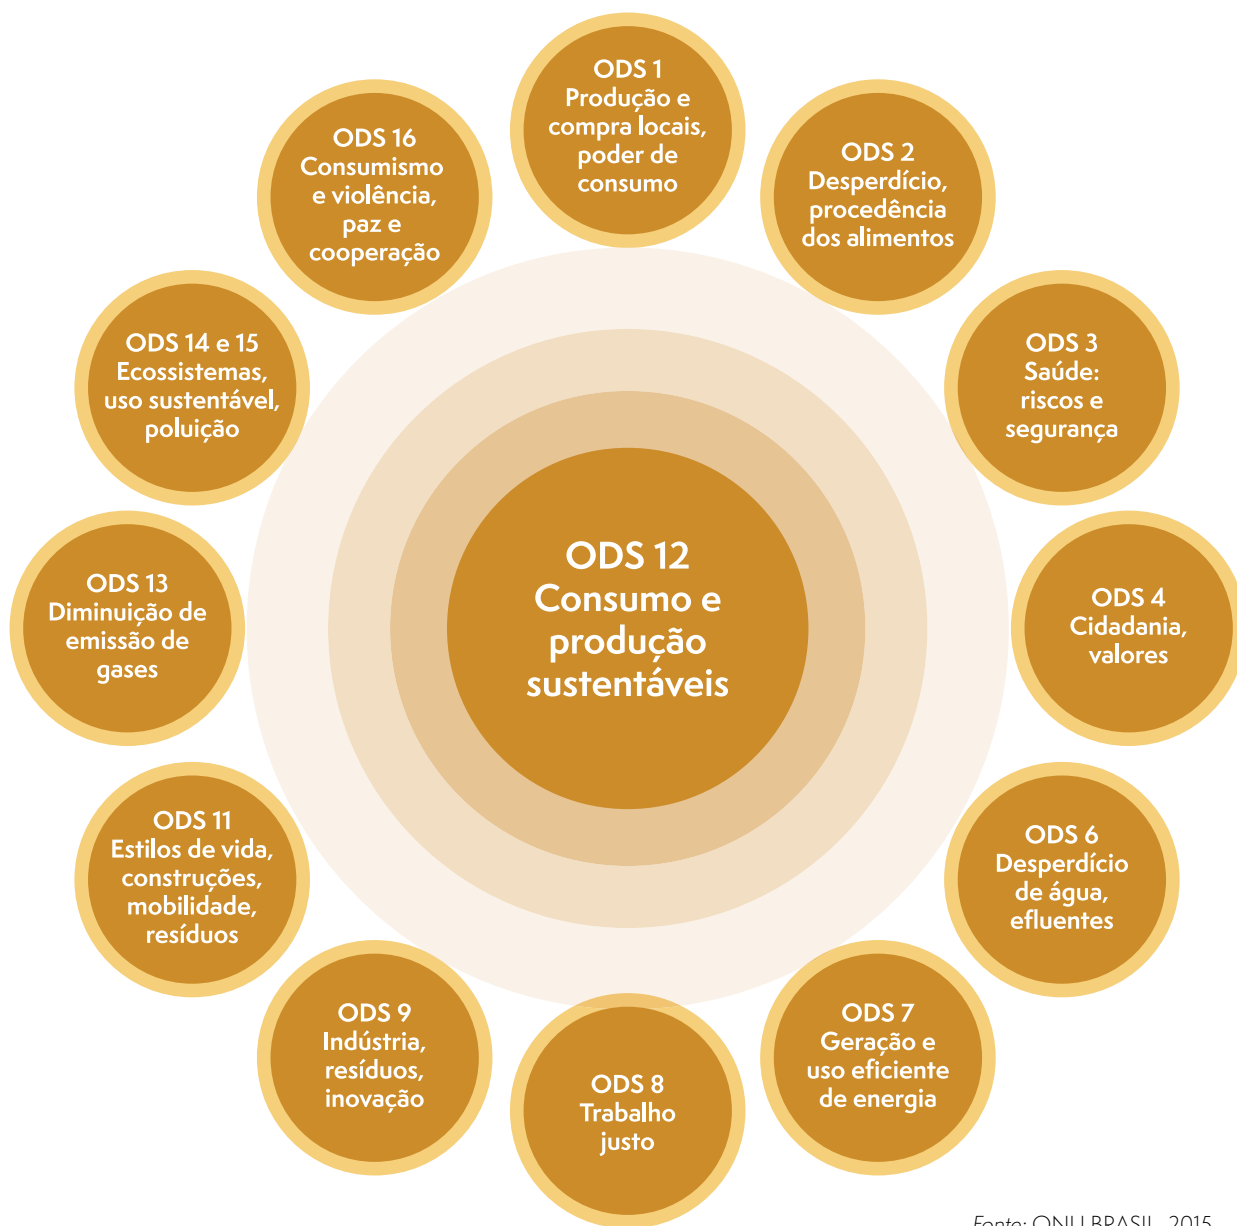 ODS 1
Produção e
compra locais,
poder de
consumo
ODS 2
Desperdício,
procedência
dos alimentos
ODS 3
Saúde:
riscos e
segurança
ODS 4
Cidadania,
valores
ODS 6
Desperdício
de água,
efluentes
ODS 7
Geração e
uso eficiente
de energia
ODS 8
Trabalho
justo
ODS 9
Indústria,
resíduos,
inovação
ODS 11
Estilos de vida,
construções,
mobilidade,
resíduos
ODS 13
Diminuição de
emissão de
gases
ODS 14 e 15
Ecossistemas,
uso sustentável,
poluição
ODS 16
Consumismo
e violência,
paz e
cooperação
ODS 12
Consumo e
produção
sustentáveis
Fonte: ONU BRASIL, 2015